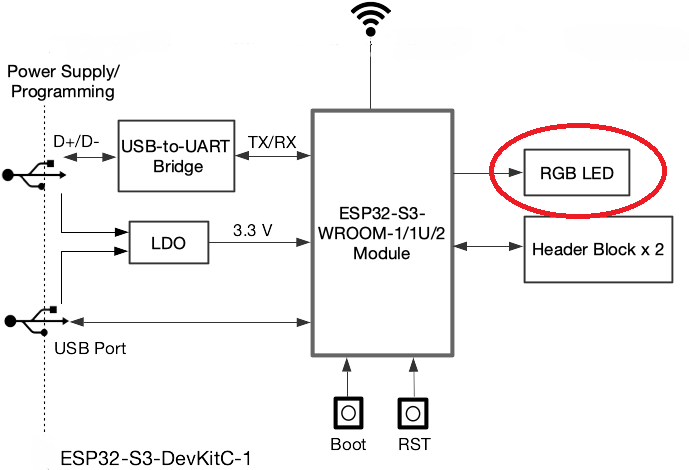 Power Supply/
Programming
D+/D-
USB-to-UART
Bridge
TX/RX
RGB LED
ESP32-S3-
WROOM-1/1U/2
Module
LDO
3.3 V
Header Block x 2
USB Port
Boot
RST
ESP32-S3-DevKitC-1